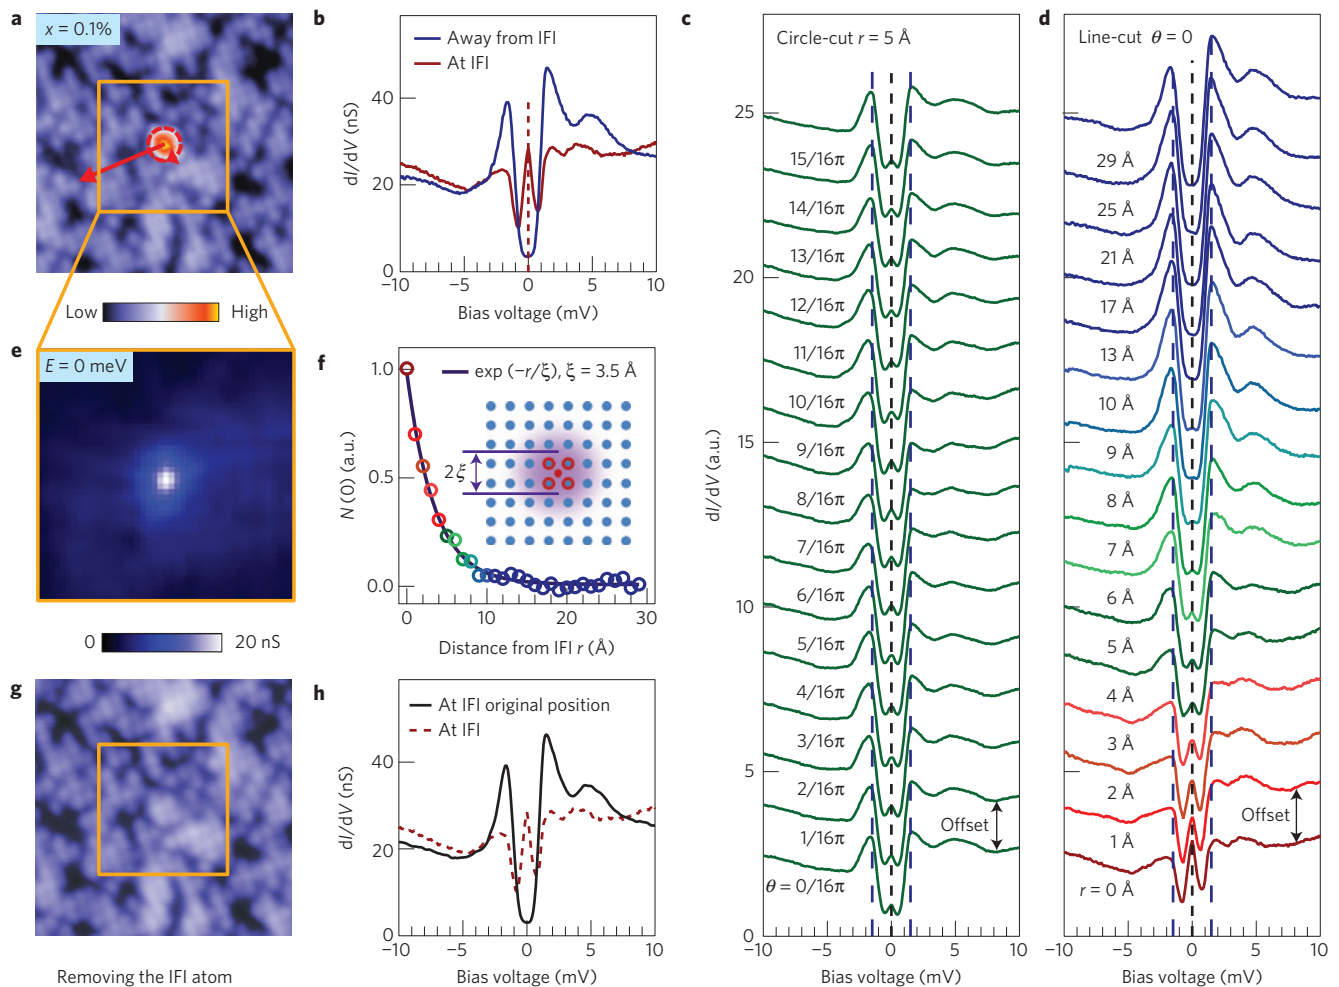 a
x = 0.1%
Low
High
b
Away from IFI
At IFI
dI/dV (nS)
40
20
0
−10
−5
0
5
10
Bias voltage (mV)
c
Circle-cut r = 5 Å
25
20
15
10
5
0
dI/dV (a.u.)
15/16π
14/16π
13/16π
12/16π
11/16π
10/16π
9/16π
8/16π
7/16π
6/16π
5/16π
4/16π
3/16π
2/16π
1/16π
θ = 0/16π
Offset
−10
−5
0
5
10
Bias voltage (mV)
d
Line-cut θ = 0
29 Å
25 Å
21 Å
17 Å
13 Å
10 Å
9 Å
8 Å
7 Å
6 Å
5 Å
4 Å
3 Å
2 Å
1 Å
r = 0 Å
Offset
−10
−5
0
5
10
Bias voltage (mV)
e
E = 0 meV
0
20 nS
f
exp (−r/ξ), ξ = 3.5 Å
2ξ
N (0) (a.u.)
1.0
0.5
0.0
0
10
20
30
Distance from IFI r (Å)
g
Removing the IFI atom
h
At IFI original position
At IFI
dI/dV (nS)
40
20
0
−10
−5
0
5
10
Bias voltage (mV)